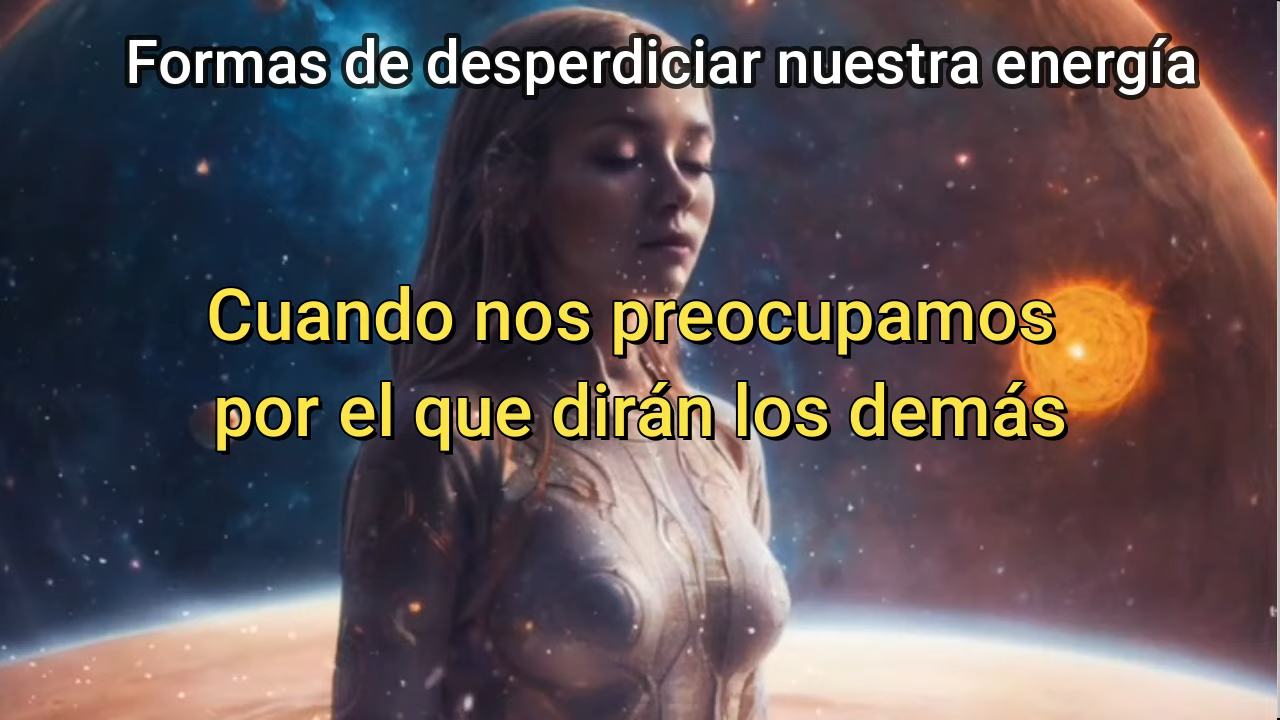 Formas de desperdiciar nuestra energía
Cuando nos preocupamos
por el que dirán los demás